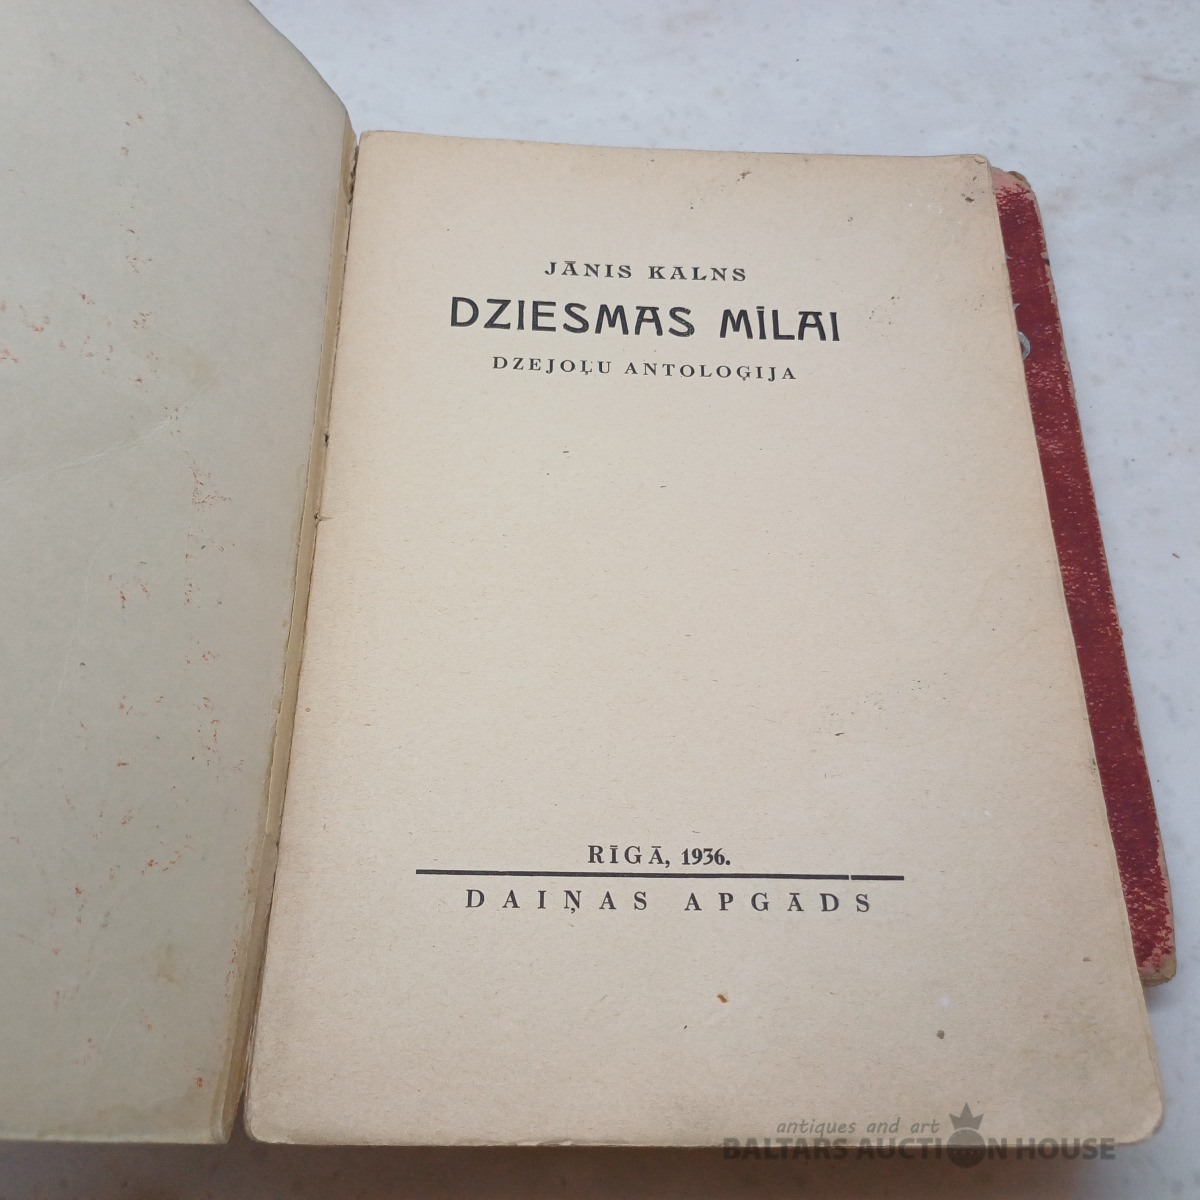 JĀNIS KALNS
DZIESMAS MĪLAI
DZEJOĻU ANTOLOĢIJA
RĪGĀ, 1936.
DAIŅAS APGĀDS
antiques and art
BALTARS AUCTION HOUSE